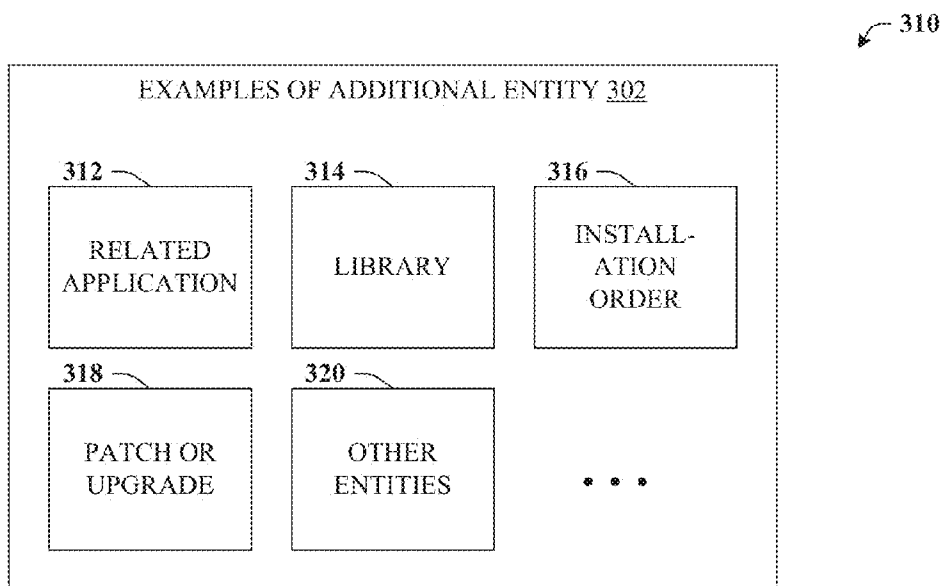 310
EXAMPLES OF ADDITIONAL ENTITY 302
312
314
316
RELATED
APPLICATION
LIBRARY
INSTALL-
ATION
ORDER
318
320
PATCH OR
UPGRADE
OTHER
ENTITIES
• • •